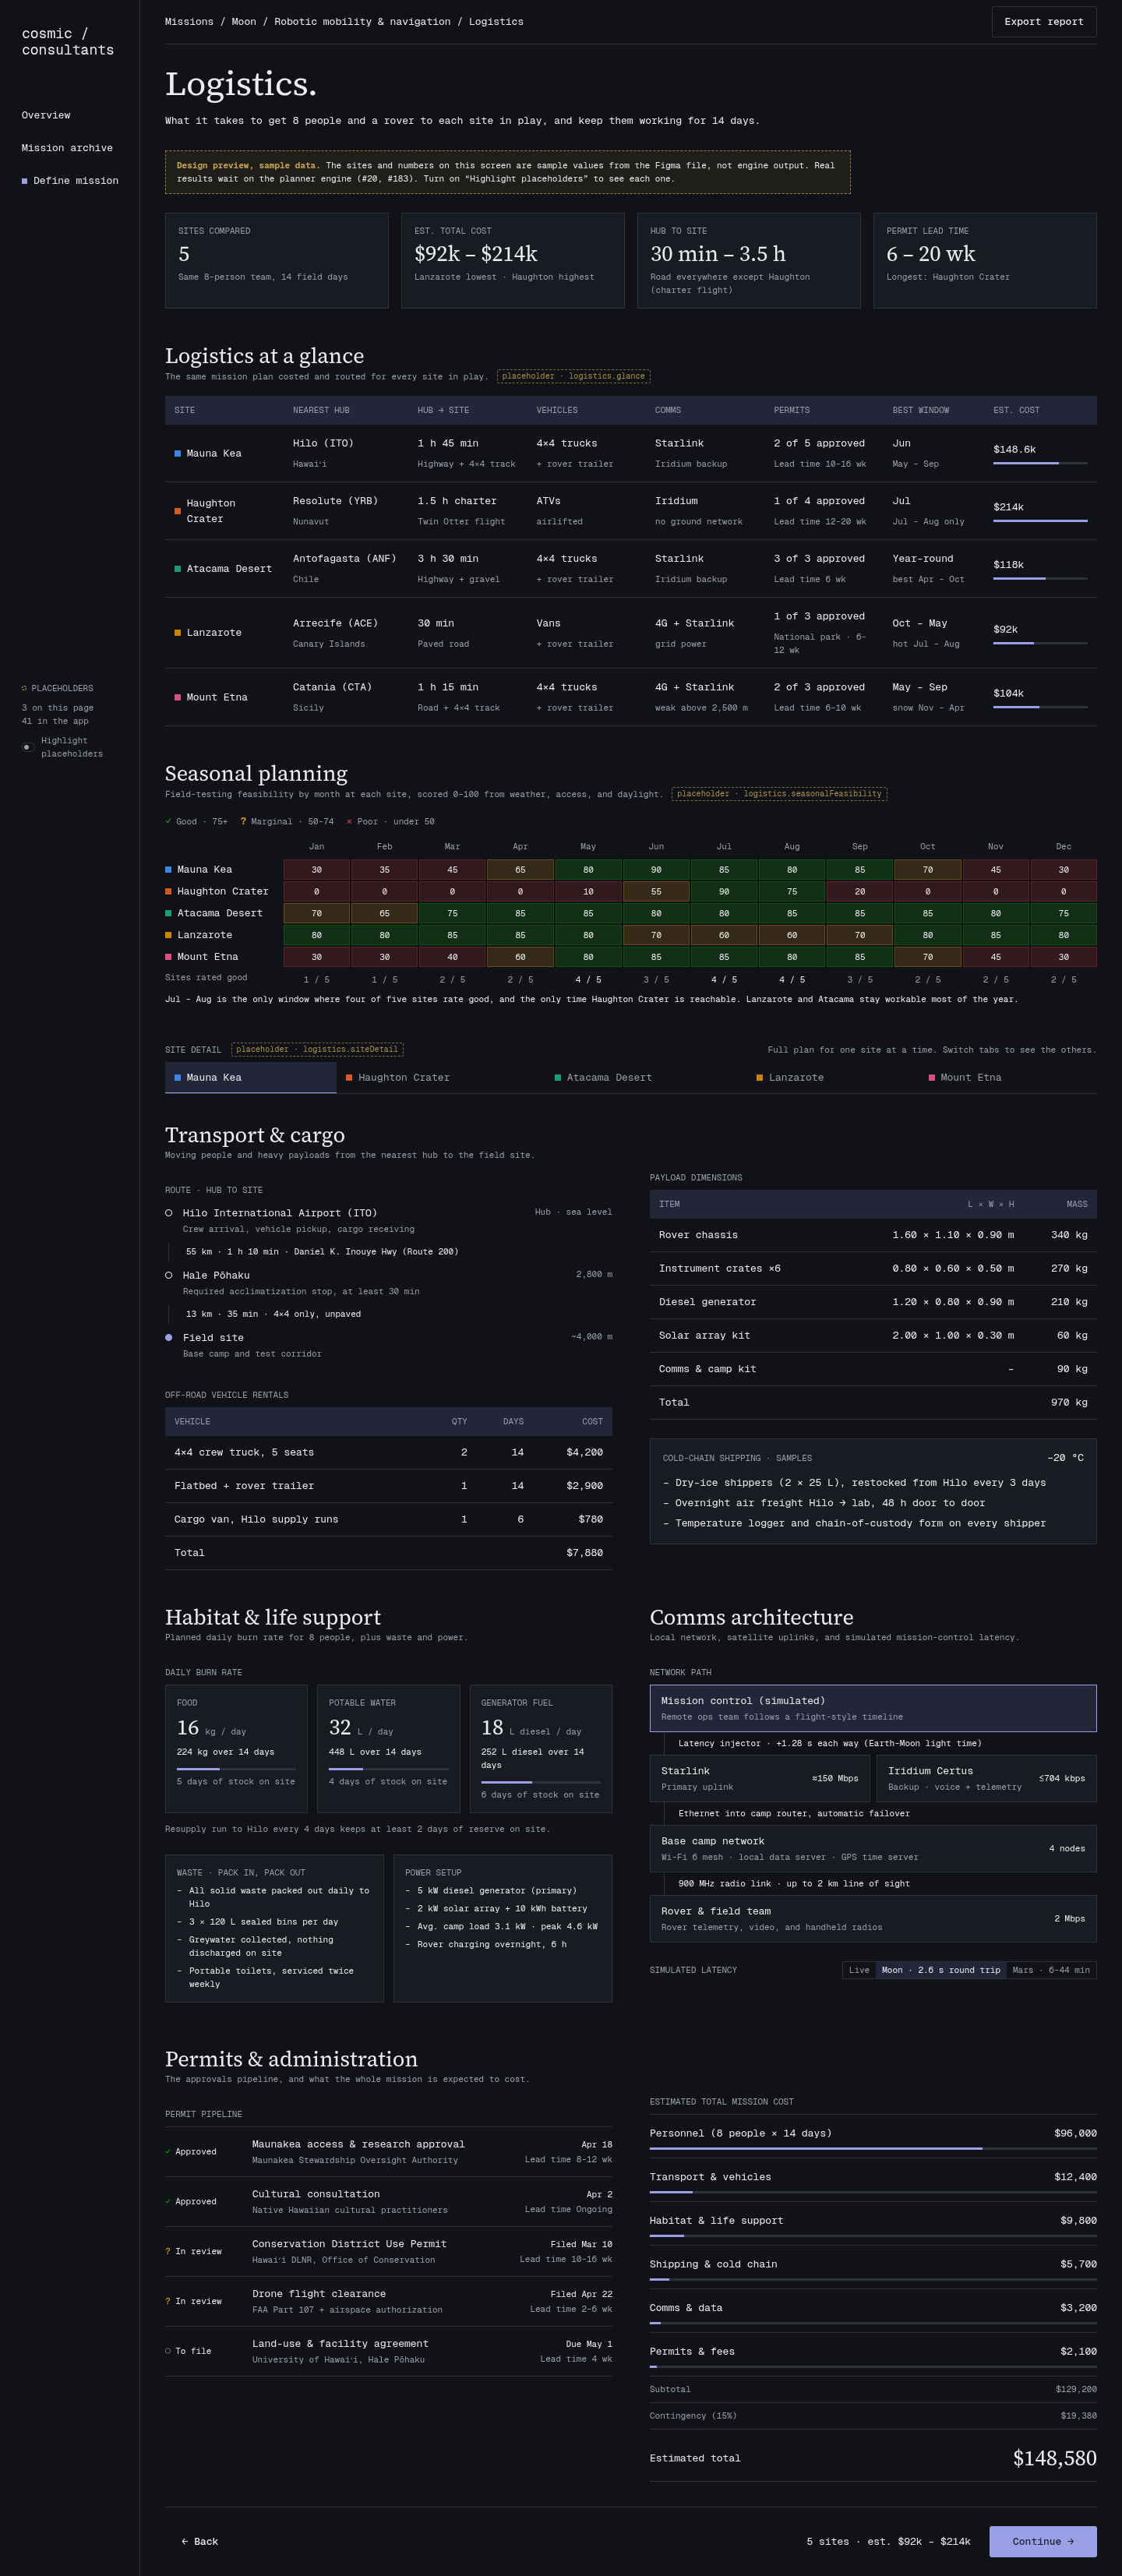 cosmic /
consultants
Overview
Mission archive
Define mission
PLACEHOLDERS
3 on this page
41 in the app
Highlight
placeholders
Missions / Moon / Robotic mobility & navigation / Logistics
Export report
Logistics.
What it takes to get 8 people and a rover to each site in play, and keep them working for 14 days.
Design preview, sample data. The sites and numbers on this screen are sample values from the Figma file, not engine output. Real
results wait on the planner engine (#20, #183). Turn on “Highlight placeholders” to see each one.
SITES COMPARED
5
Same 8-person team, 14 field days
EST. TOTAL COST
$92k – $214k
Lanzarote lowest · Haughton highest
HUB TO SITE
30 min – 3.5 h
Road everywhere except Haughton
(charter flight)
PERMIT LEAD TIME
6 – 20 wk
Longest: Haughton Crater
Logistics at a glance
The same mission plan costed and routed for every site in play. placeholder · logistics.glance
SITE NEAREST HUB HUB → SITE VEHICLES COMMS PERMITS BEST WINDOW EST. COST
Mauna Kea Hilo (ITO) 1 h 45 min 4×4 trucks Starlink 2 of 5 approved Jun $148.6k
Hawaiʻi Highway + 4×4 track + rover trailer Iridium backup Lead time 10–16 wk May – Sep
Haughton
Crater Resolute (YRB) 1.5 h charter ATVs Iridium 1 of 4 approved Jul $214k
Nunavut Twin Otter flight airlifted no ground network Lead time 12–20 wk Jul – Aug only
Atacama Desert Antofagasta (ANF) 3 h 30 min 4×4 trucks Starlink 3 of 3 approved Year-round $118k
Chile Highway + gravel + rover trailer Iridium backup Lead time 6 wk best Apr – Oct
Lanzarote Arrecife (ACE) 30 min Vans 4G + Starlink 1 of 3 approved Oct – May $92k
Canary Islands Paved road + rover trailer grid power National park · 6–
12 wk hot Jul – Aug
Mount Etna Catania (CTA) 1 h 15 min 4×4 trucks 4G + Starlink 2 of 3 approved May – Sep $104k
Sicily Road + 4×4 track + rover trailer weak above 2,500 m Lead time 6–10 wk snow Nov – Apr
Seasonal planning
Field-testing feasibility by month at each site, scored 0–100 from weather, access, and daylight. placeholder · logistics.seasonalFeasibility
✓ Good · 75+ ? Marginal · 50–74 × Poor · under 50
Jan Feb Mar Apr May Jun Jul Aug Sep Oct Nov Dec
Mauna Kea 30 35 45 65 80 90 85 80 85 70 45 30
Haughton Crater 0 0 0 0 10 55 90 75 20 0 0 0
Atacama Desert 70 65 75 85 85 80 80 85 85 85 80 75
Lanzarote 80 80 85 85 80 70 60 60 70 80 85 80
Mount Etna 30 30 40 60 80 85 85 80 85 70 45 30
Sites rated good 1 / 5 1 / 5 2 / 5 2 / 5 4 / 5 3 / 5 4 / 5 4 / 5 3 / 5 2 / 5 2 / 5 2 / 5
Jul – Aug is the only window where four of five sites rate good, and the only time Haughton Crater is reachable. Lanzarote and Atacama stay workable most of the year.
SITE DETAIL placeholder · logistics.siteDetail
Full plan for one site at a time. Switch tabs to see the others.
Mauna Kea Haughton Crater Atacama Desert Lanzarote Mount Etna
Transport & cargo
Moving people and heavy payloads from the nearest hub to the field site.
ROUTE · HUB TO SITE
Hilo International Airport (ITO) Hub · sea level
Crew arrival, vehicle pickup, cargo receiving
55 km · 1 h 10 min · Daniel K. Inouye Hwy (Route 200)
Hale Pōhaku 2,800 m
Required acclimatization stop, at least 30 min
13 km · 35 min · 4×4 only, unpaved
Field site ~4,000 m
Base camp and test corridor
OFF-ROAD VEHICLE RENTALS
VEHICLE QTY DAYS COST
4×4 crew truck, 5 seats 2 14 $4,200
Flatbed + rover trailer 1 14 $2,900
Cargo van, Hilo supply runs 1 6 $780
Total $7,880
PAYLOAD DIMENSIONS
ITEM L × W × H MASS
Rover chassis 1.60 × 1.10 × 0.90 m 340 kg
Instrument crates ×6 0.80 × 0.60 × 0.50 m 270 kg
Diesel generator 1.20 × 0.80 × 0.90 m 210 kg
Solar array kit 2.00 × 1.00 × 0.30 m 60 kg
Comms & camp kit – 90 kg
Total 970 kg
COLD-CHAIN SHIPPING · SAMPLES −20 °C
– Dry-ice shippers (2 × 25 L), restocked from Hilo every 3 days
– Overnight air freight Hilo → lab, 48 h door to door
– Temperature logger and chain-of-custody form on every shipper
Habitat & life support
Planned daily burn rate for 8 people, plus waste and power.
DAILY BURN RATE
FOOD
16 kg / day
224 kg over 14 days
5 days of stock on site
POTABLE WATER
32 L / day
448 L over 14 days
4 days of stock on site
GENERATOR FUEL
18 L diesel / day
252 L diesel over 14
days
6 days of stock on site
Resupply run to Hilo every 4 days keeps at least 2 days of reserve on site.
WASTE · PACK IN, PACK OUT
– All solid waste packed out daily to
Hilo
– 3 × 120 L sealed bins per day
– Greywater collected, nothing
discharged on site
– Portable toilets, serviced twice
weekly
POWER SETUP
– 5 kW diesel generator (primary)
– 2 kW solar array + 10 kWh battery
– Avg. camp load 3.1 kW · peak 4.6 kW
– Rover charging overnight, 6 h
Comms architecture
Local network, satellite uplinks, and simulated mission-control latency.
NETWORK PATH
Mission control (simulated)
Remote ops team follows a flight-style timeline
Latency injector · +1.28 s each way (Earth–Moon light time)
Starlink
Primary uplink
≈150 Mbps
Iridium Certus
Backup · voice + telemetry
≤704 kbps
Ethernet into camp router, automatic failover
Base camp network
Wi-Fi 6 mesh · local data server · GPS time server
4 nodes
900 MHz radio link · up to 2 km line of sight
Rover & field team
Rover telemetry, video, and handheld radios
2 Mbps
SIMULATED LATENCY Live Moon · 2.6 s round trip Mars · 6–44 min
Permits & administration
The approvals pipeline, and what the whole mission is expected to cost.
PERMIT PIPELINE
✓ Approved Maunakea access & research approval Apr 18
Maunakea Stewardship Oversight Authority Lead time 8–12 wk
✓ Approved Cultural consultation Apr 2
Native Hawaiian cultural practitioners Lead time Ongoing
? In review Conservation District Use Permit Filed Mar 10
Hawaiʻi DLNR, Office of Conservation Lead time 10–16 wk
? In review Drone flight clearance Filed Apr 22
FAA Part 107 + airspace authorization Lead time 2–6 wk
To file Land-use & facility agreement Due May 1
University of Hawaiʻi, Hale Pōhaku Lead time 4 wk
ESTIMATED TOTAL MISSION COST
Personnel (8 people × 14 days) $96,000
Transport & vehicles $12,400
Habitat & life support $9,800
Shipping & cold chain $5,700
Comms & data $3,200
Permits & fees $2,100
Subtotal $129,200
Contingency (15%) $19,380
Estimated total $148,580
← Back
5 sites · est. $92k – $214k
Continue →